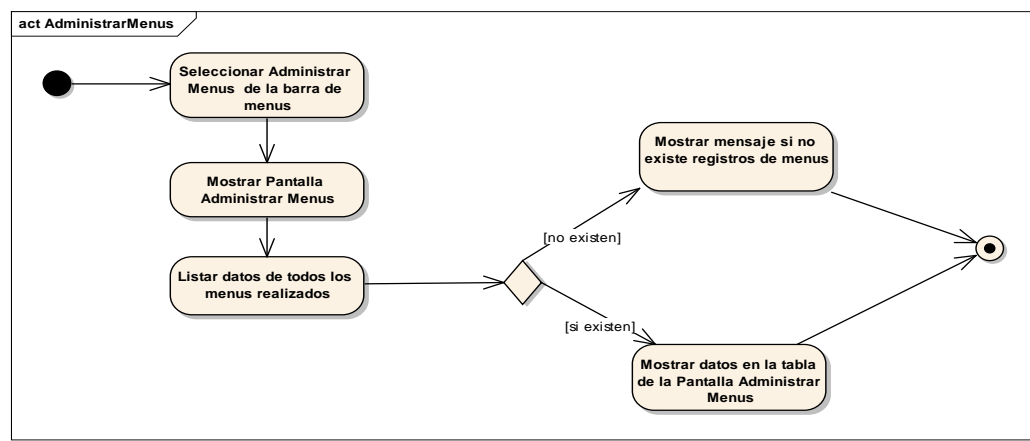 act AdministrarMenus
Seleccionar Administrar
Menus de la barra de
menus
Mostrar Pantalla
Administrar Menus
Listar datos de todos los
menus realizados
[no existen]
Mostrar mensaje si no
existe registros de menus
[si existen]
Mostrar datos en la tabla
de la Pantalla Administrar
Menus